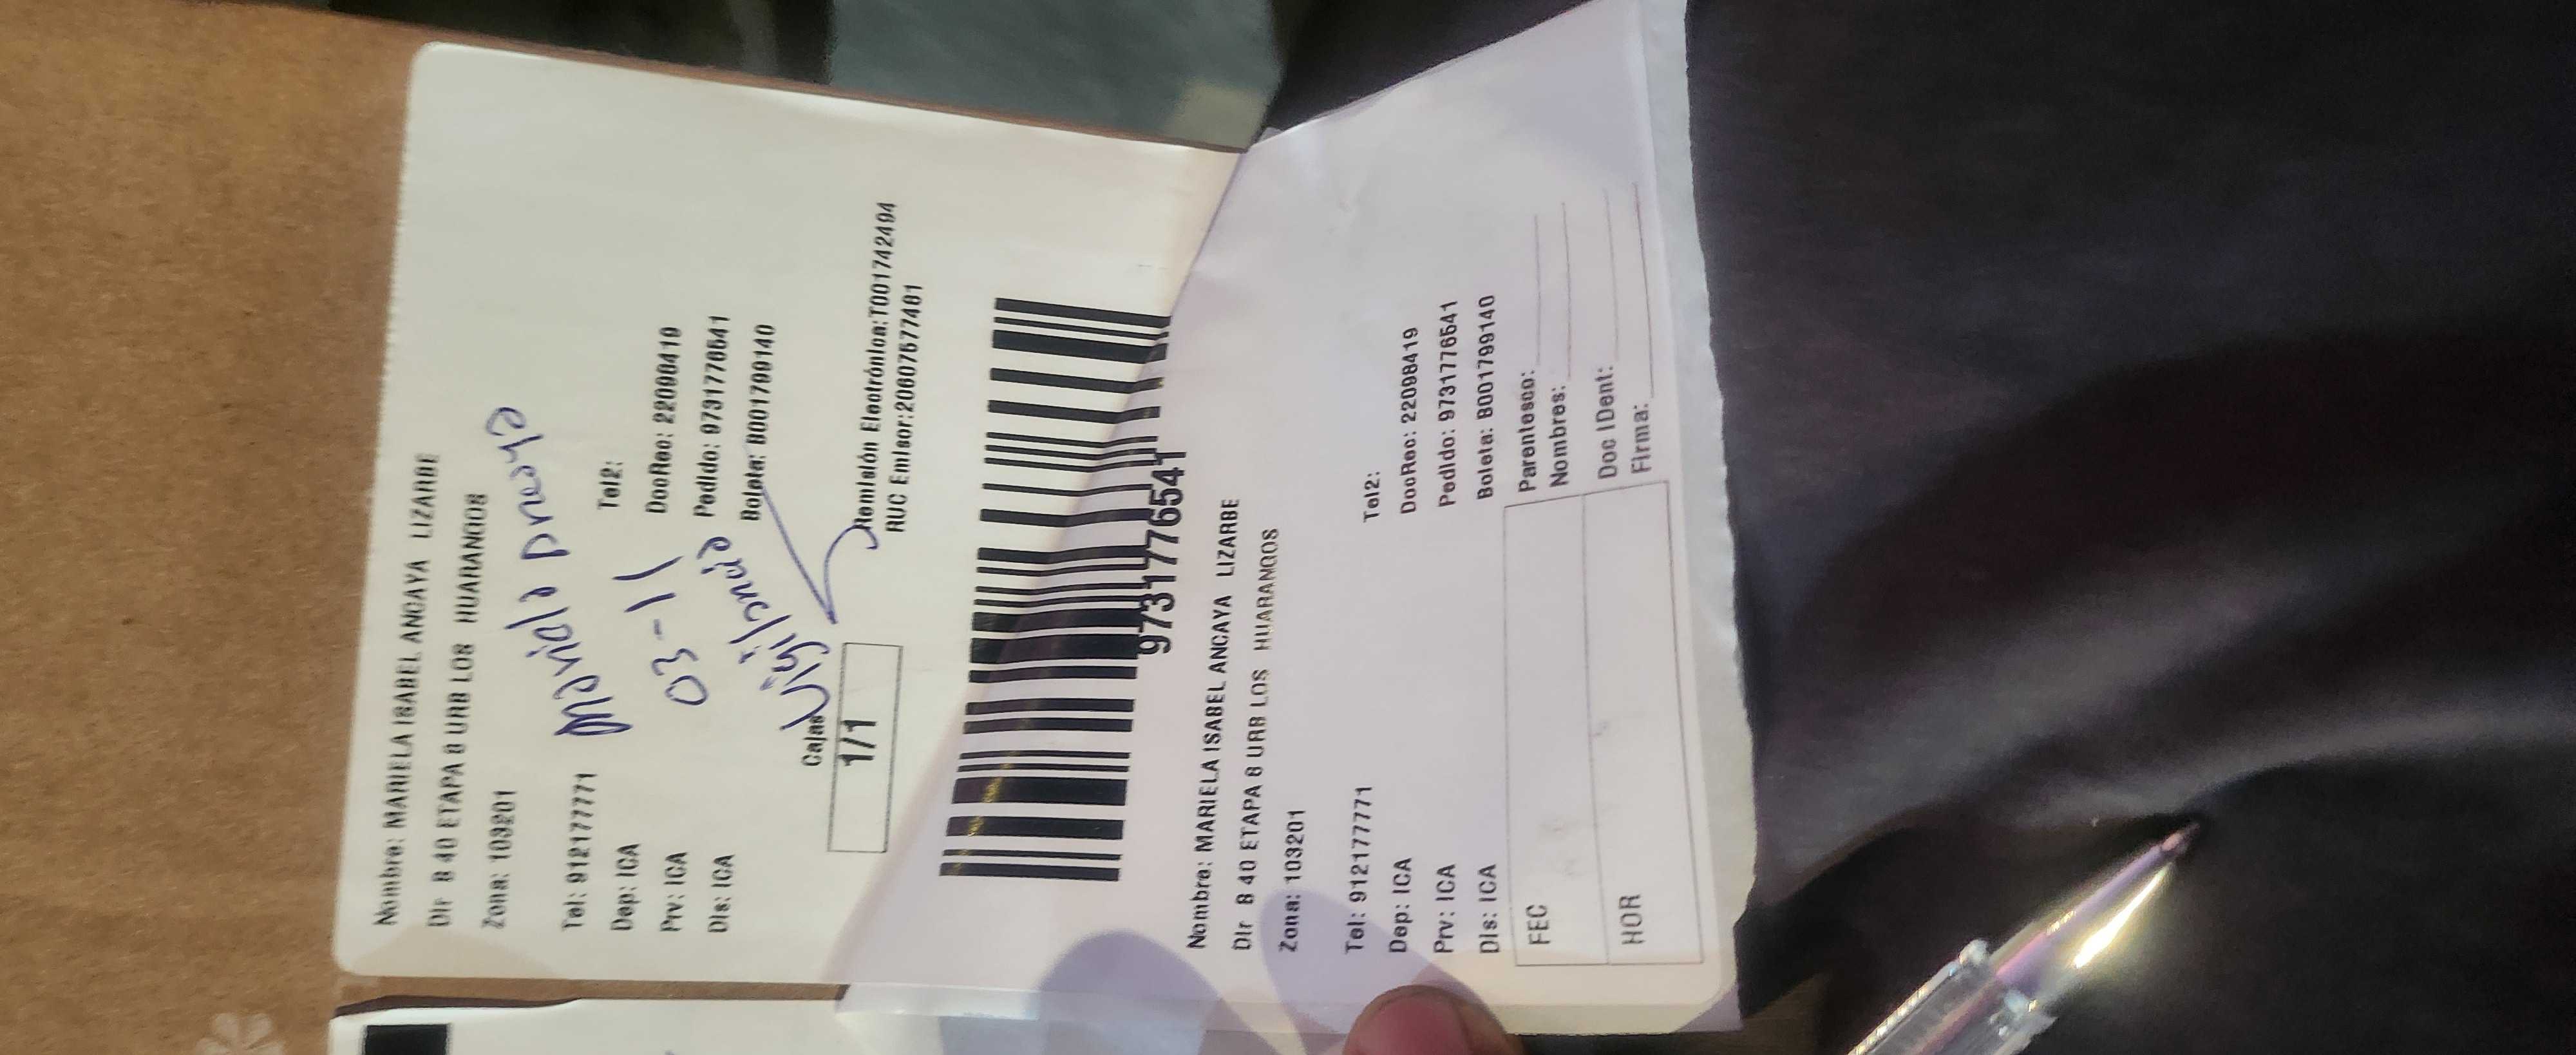 Nombre: MARIELA ISABEL ANCAYA LIZARBE
Dir B 40 ETAPA 8 URB LOS HUARANGOS
Zona: 103201
Tel: 912177771
Tel2:
Dep: ICA
DocRec: 22098419
Prv: ICA
Pedido: 9731776541
Dis: ICA
Boleta: B001799140
03-11
Vigilancia
Cajas
1/1
Remisión Electrónica:T001742494
RUC Emisor:20607577481
9731776541
Nombre: MARIELA ISABEL ANCAYA LIZARBE
Dir B 40 ETAPA 8 URB LOS HUARANGOS
Zona: 103201
Tel: 912177771
Tel2:
Dep: ICA
DocRec: 22098419
Prv: ICA
Pedido: 9731776541
Dis: ICA
Boleta: B001799140
FEC
Parentesco:
Nombres:
HOR
Doc IDent:
Firma: